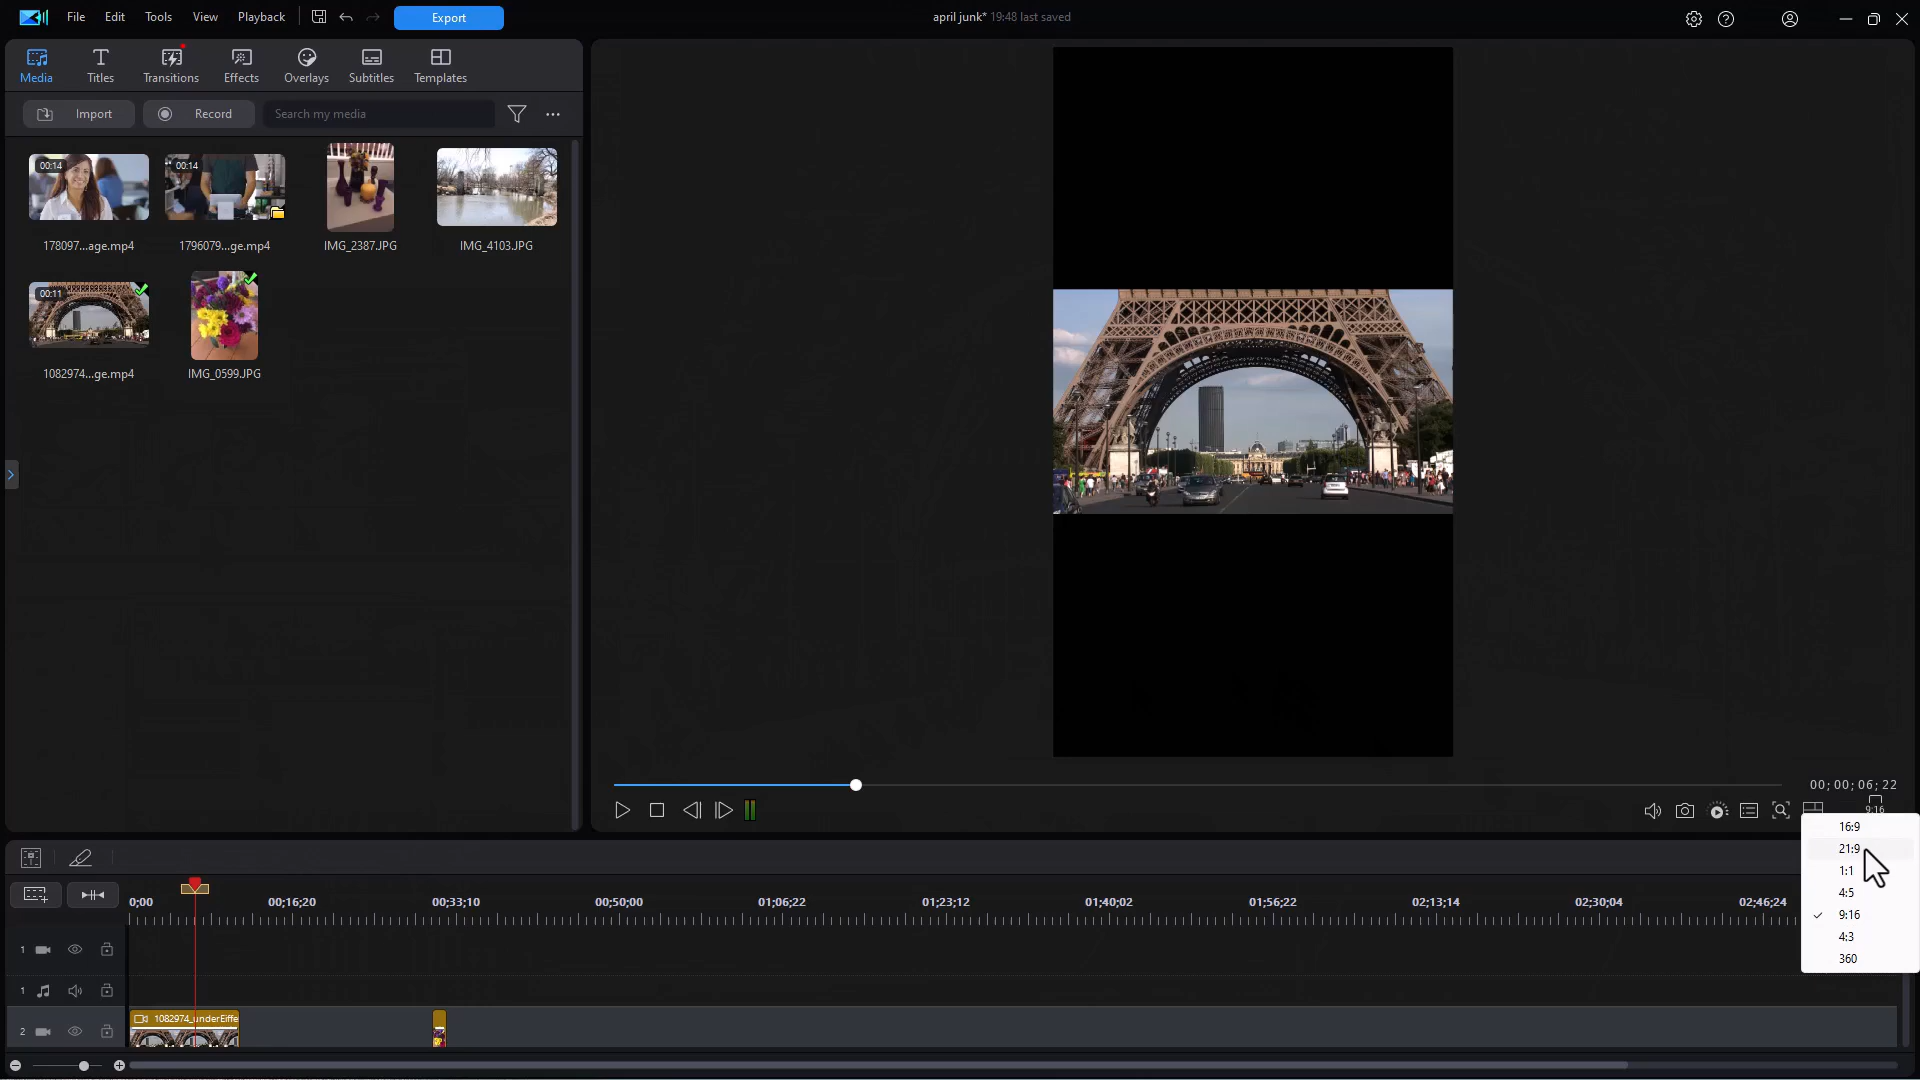 File Edit Tools View Playback Export april junk* 19:48 last saved
Media Titles Transitions Effects Overlays Subtitles Templates
Import Record Search my media
00:14 00:14
178097...age.mp4 1796079...ge.mp4 IMG_2387.JPG IMG_4103.JPG
00:11
1082974...ge.mp4 IMG_0599.JPG
00; 00; 06; 22
9:16
16:9
21:9
1:1
4:5
9:16
4:3
360
0;00 00;16;20 00;33;10 00;50;00 01;06;22 01;23;12 01;40;02 01;56;22 02;13;14 02;30;04 02;46;24
1
1
2 1082974_underEiffe